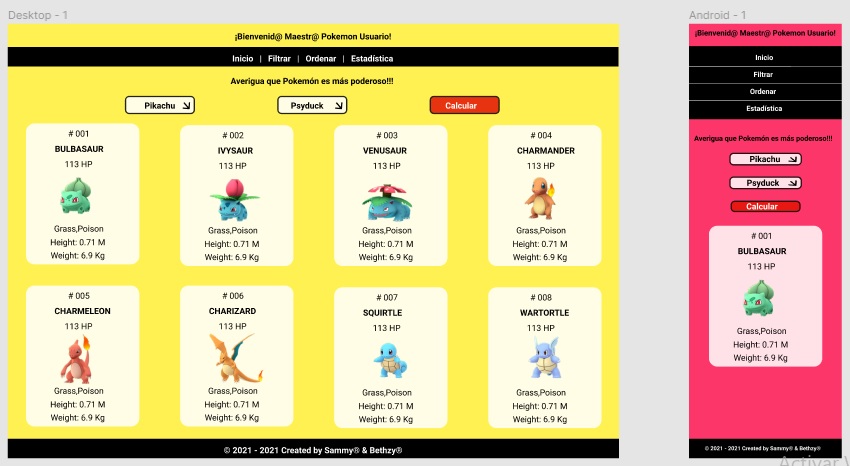 Desktop - 1
¡Bienvenid@ Maestr@ Pokemon Usuario!
Inicio | Filtrar | Ordenar | Estadística
Averigua que Pokemón es más poderoso!!!
Pikachu
Psyduck
Calcular
# 001
BULBASAUR
113 HP
Grass,Poison
Height: 0.71 M
Weight: 6.9 Kg
# 002
IVYSAUR
113 HP
Grass,Poison
Height: 0.71 M
Weight: 6.9 Kg
# 003
VENUSAUR
113 HP
Grass,Poison
Height: 0.71 M
Weight: 6.9 Kg
# 004
CHARMANDER
113 HP
Grass,Poison
Height: 0.71 M
Weight: 6.9 Kg
# 005
CHARMELEON
113 HP
Grass,Poison
Height: 0.71 M
Weight: 6.9 Kg
# 006
CHARIZARD
113 HP
Grass,Poison
Height: 0.71 M
Weight: 6.9 Kg
# 007
SQUIRTLE
113 HP
Grass,Poison
Height: 0.71 M
Weight: 6.9 Kg
# 008
WARTORTLE
113 HP
Grass,Poison
Height: 0.71 M
Weight: 6.9 Kg
© 2021 - 2021 Created by Sammy® & Bethzy®
Android - 1
¡Bienvenid@ Maestr@ Pokemon Usuario!
Inicio
Filtrar
Ordenar
Estadística
Averigua que Pokemón es más poderoso!!!
Pikachu
Psyduck
Calcular
# 001
BULBASAUR
113 HP
Grass,Poison
Height: 0.71 M
Weight: 6.9 Kg
© 2021 - 2021 Created by Sammy® & Bethzy®
Activar